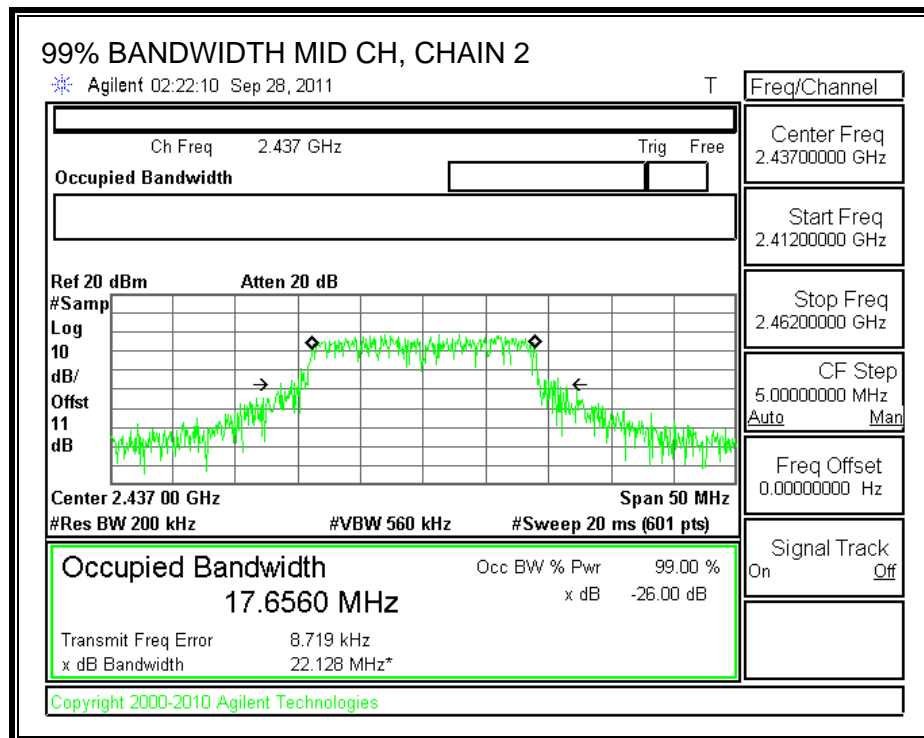 99% BANDWIDTH MID CH, CHAIN 2
Agilent 02:22:10 Sep 28, 2011 T
Freq/Channel
Ch Freq 2.437 GHz Trig Free
Occupied Bandwidth
Center Freq
2.43700000 GHz
Start Freq
2.41200000 GHz
Stop Freq
2.46200000 GHz
CF Step
5.00000000 MHz
Auto Man
Freq Offset
0.00000000 Hz
Signal Track
On Off
Ref 20 dBm Atten 20 dB
#Samp
Log
10
dB/
Offst
11
dB
Center 2.437 00 GHz Span 50 MHz
#Res BW 200 kHz #VBW 560 kHz #Sweep 20 ms (601 pts)
Occupied Bandwidth Occ BW % Pwr 99.00 %
17.6560 MHz x dB -26.00 dB
Transmit Freq Error 8.719 kHz
x dB Bandwidth 22.128 MHz*
Copyright 2000-2010 Agilent Technologies